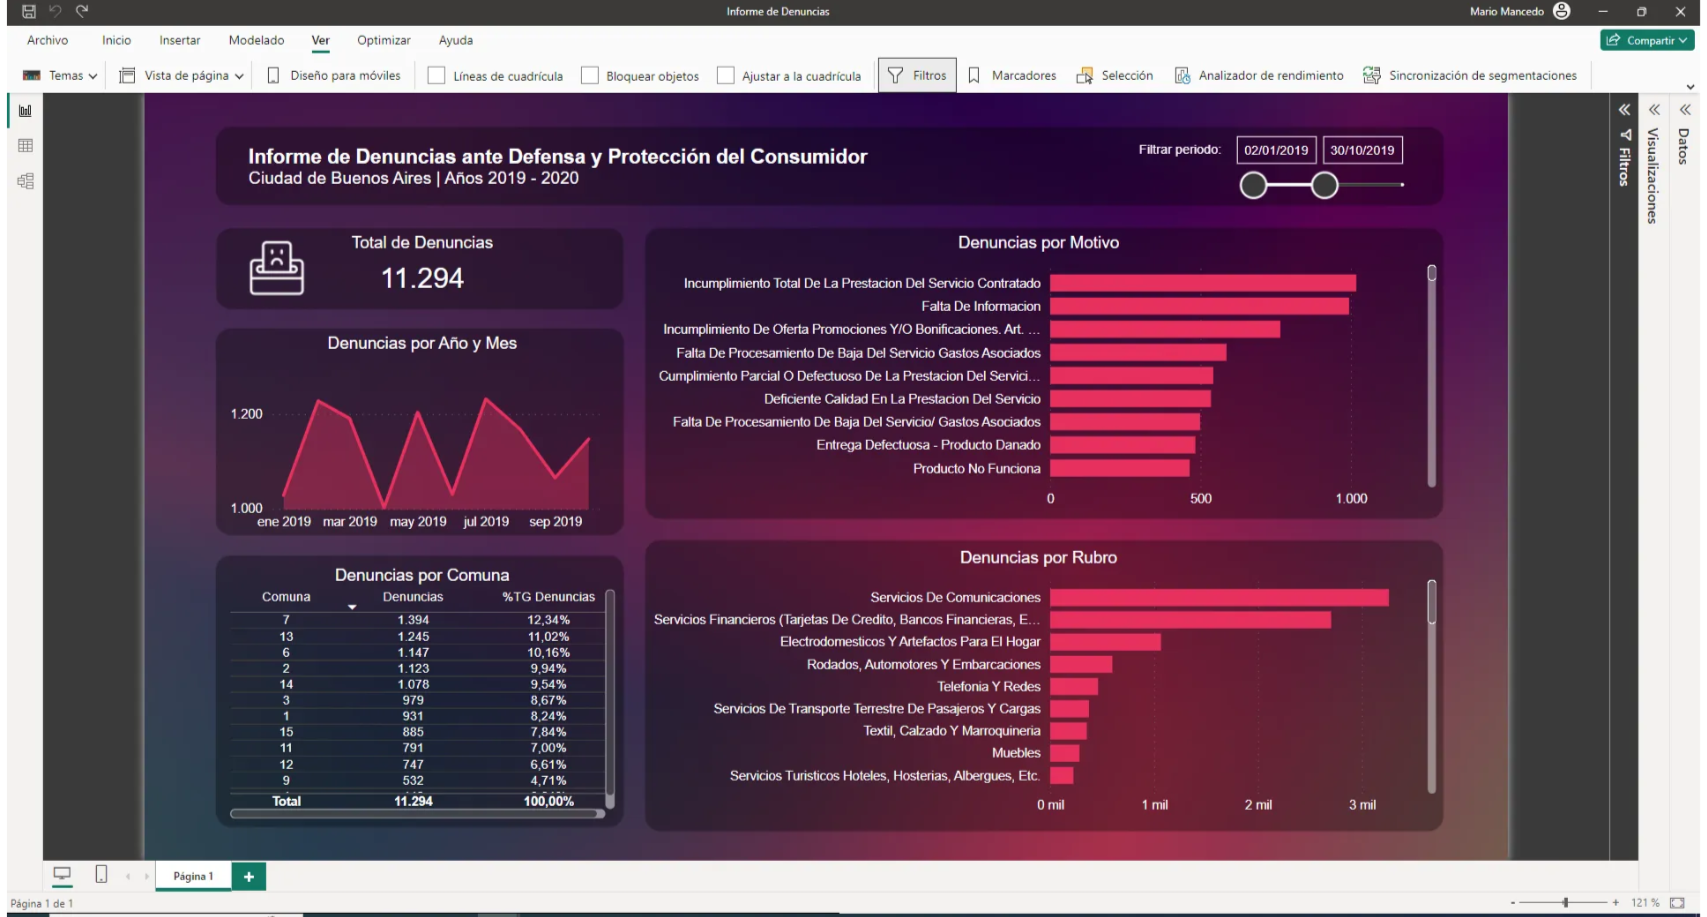 Informe de Denuncias
Mario Mancedo
Archivo Inicio Insertar Modelado Ver Optimizar Ayuda
Compartir
Temas Vista de página Diseño para móviles Líneas de cuadrícula Bloquear objetos Ajustar a la cuadrícula Filtros Marcadores Selección Analizador de rendimiento Sincronización de segmentaciones
Informe de Denuncias ante Defensa y Protección del Consumidor
Ciudad de Buenos Aires | Años 2019 - 2020
Filtrar periodo: 02/01/2019 30/10/2019
Filtros
Visualizaciones
Datos
Total de Denuncias
11.294
Denuncias por Año y Mes
1.200
1.000
ene 2019 mar 2019 may 2019 jul 2019 sep 2019
Denuncias por Comuna
Comuna Denuncias %TG Denuncias
7 1.394 12,34%
13 1.245 11,02%
6 1.147 10,16%
2 1.123 9,94%
14 1.078 9,54%
3 979 8,67%
1 931 8,24%
15 885 7,84%
11 791 7,00%
12 747 6,61%
9 532 4,71%
Total 11.294 100,00%
Denuncias por Motivo
Incumplimiento Total De La Prestacion Del Servicio Contratado
Falta De Informacion
Incumplimiento De Oferta Promociones Y/O Bonificaciones. Art. ...
Falta De Procesamiento De Baja Del Servicio Gastos Asociados
Cumplimiento Parcial O Defectuoso De La Prestacion Del Servici...
Deficiente Calidad En La Prestacion Del Servicio
Falta De Procesamiento De Baja Del Servicio/ Gastos Asociados
Entrega Defectuosa - Producto Danado
Producto No Funciona
0 500 1.000
Denuncias por Rubro
Servicios De Comunicaciones
Servicios Financieros (Tarjetas De Credito, Bancos Financieras, E...
Electrodomesticos Y Artefactos Para El Hogar
Rodados, Automotores Y Embarcaciones
Telefonia Y Redes
Servicios De Transporte Terrestre De Pasajeros Y Cargas
Textil, Calzado Y Marroquineria
Muebles
Servicios Turisticos Hoteles, Hosterias, Albergues, Etc.
0 mil 1 mil 2 mil 3 mil
Página 1
+
Página 1 de 1
- + 121 %